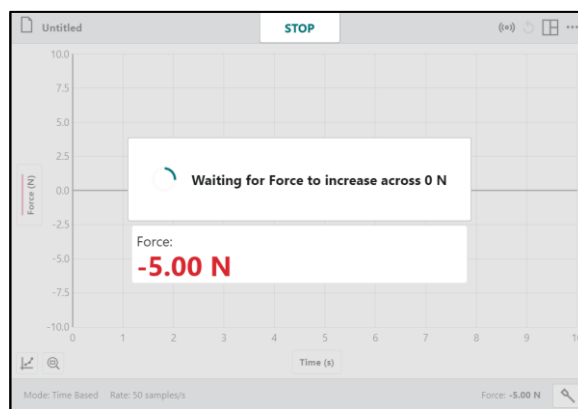 Untitled
STOP
10.0
7.5
5.0
2.5
0.0
-2.5
-5.0
-7.5
-10.0
Force (N)
Waiting for Force to increase across 0 N
Force:
-5.00 N
0 1 2 3 4 5 6 7 8 9 10
Time (s)
Mode: Time Based Rate: 50 samples/s Force: -5.00 N